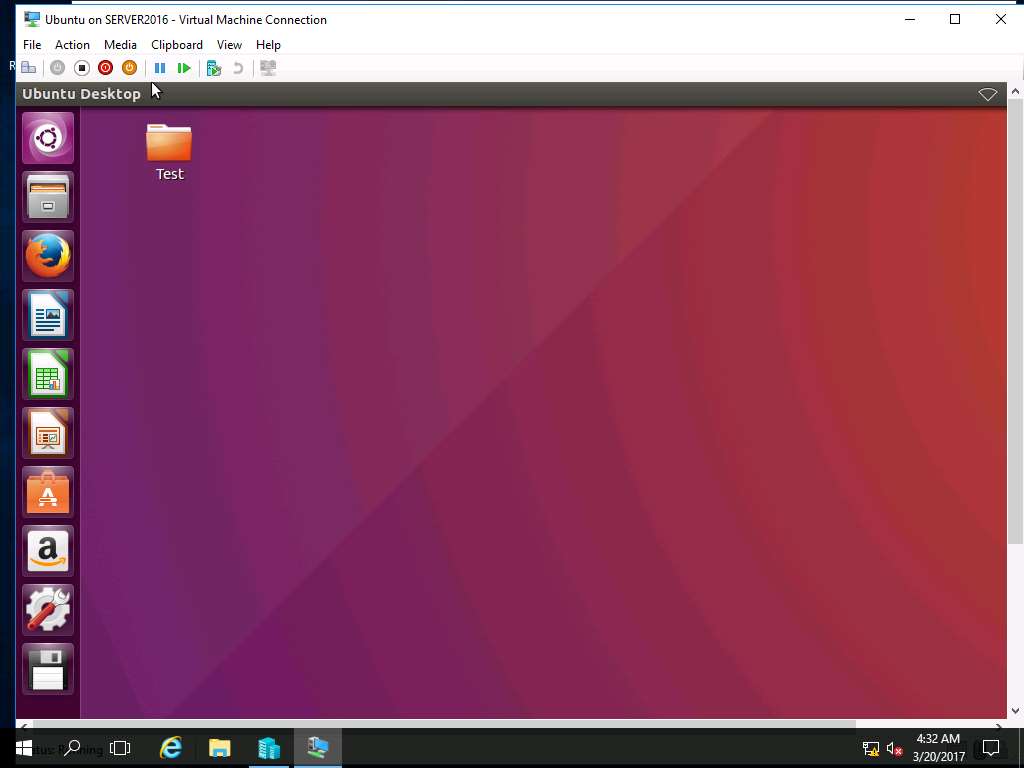 Ubuntu on SERVER2016 - Virtual Machine Connection
File Action Media Clipboard View Help
R
Ubuntu Desktop
Test
a
Status: Running
4:32 AM
3/20/2017